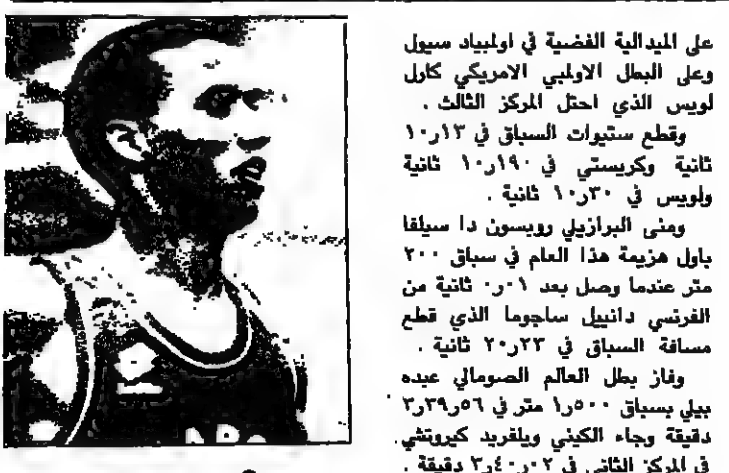 على الميدالية الفضية في اولمبياد سيول
وعلى البطل الاولمبي الامريكي كارل
لويس الذي احتل المركز الثالث .
وقطع ستيوارت السباق في ١٣ر١٠
ثانية وكريستي في ١٩٠ر١٠ ثانية
ولويس في ٣٠ر١٠ ثانية .
ومنى البرازيلي روبسون دا سيلفا
باول هزيمة هذا العام في سباق ٢٠٠
متر عندما وصل بعد ٠١ر٠ ثانية من
الفرنسي دانييل ساجوما الذي قطع
مسافة السباق في ٢٣ر٢٠ ثانية .
وفاز بطل العالم الصومالي عبده
بيلي بسباق ٥٠٠ر١ متر في ٥٦ر٣٩ر٣
دقيقة وجاء الكيني ويلفريد كيروتشي
في المركز الثاني في ٠٢ر٤٠ر٣ دقيقة .